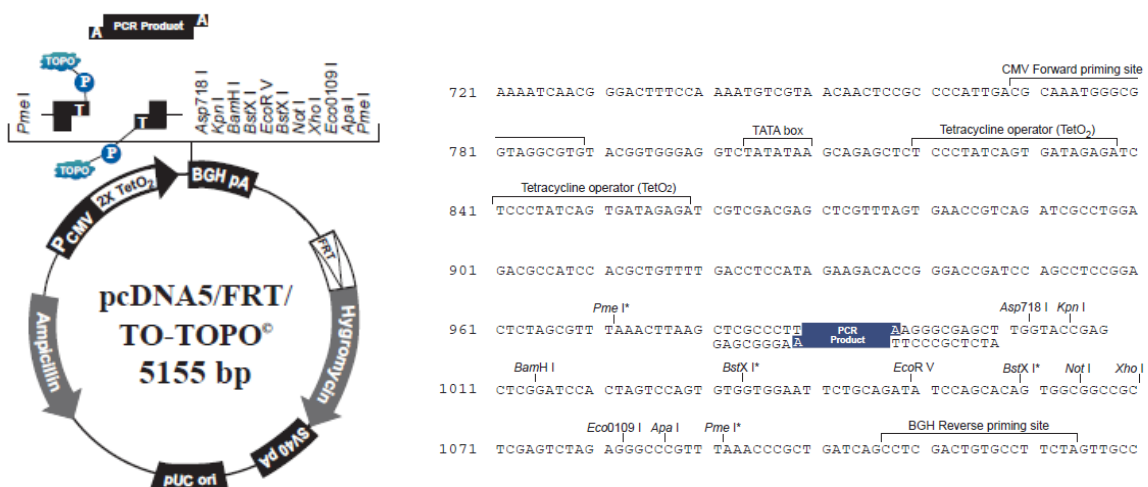 A PCR Product A
TOPO
P
T
T
P
TOPO
Pme I
Asp718 I
Kpn I
BamH I
BstX I
EcoR V
BstX I
Not I
Xho I
Eco0109 I
Apa I
Pme I
PCMV
2X TetO2
BGH pA
FRT
Hygromycin
SV40 pA
pUC ori
Ampicillin
pcDNA5/FRT/
TO-TOPO©
5155 bp
CMV Forward priming site
721 AAAATCAACG GGACTTTCCA AAATGTCGTA ACAACTCCGC CCCATTGACG CAAATGGGCG
TATA box Tetracycline operator (TetO2)
781 GTAGGCGTGT ACGGTGGGAG GTCTATATAA GCAGAGCTCT CCCTATCAGT GATAGAGATC
Tetracycline operator (TetO2)
841 TCCCTATCAG TGATAGAGAT CGTCGACGAG CTCGTTTAGT GAACCGTCAG ATCGCCTGGA
901 GACGCCATCC ACGCTGTTTT GACCTCCATA GAAGACACCG GGACCGATCC AGCCTCCGGA
Pme I* Asp718 I Kpn I
961 CTCTAGCGTT TAAACTTAAG CTCGCCCTT PCR Product AAGGGCGAGCTT GGTACCGAG
GAGCGGGAA TTCCCGCTCTA
BamH I BstX I* EcoR V BstX I* Not I Xho I
1011 CTCGGATCCA CTAGTCCAGT GTGGTGGAAT TCTGCAGATA TCCAGCACAG TGGCGGCCGC
Eco0109 I Apa I Pme I* BGH Reverse priming site
1071 TCGAGTCTAG AGGGCCCGTT TAAACCCGCT GATCAGCCTC GACTGTGCCT TCTAGTTGCC